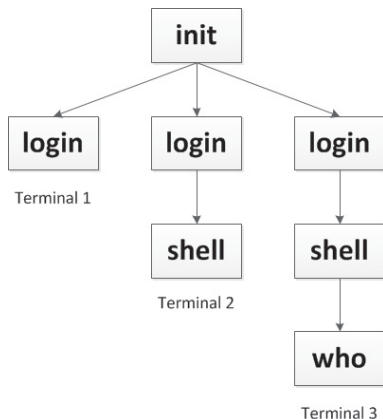 init
login
login
login
Terminal 1
shell
shell
Terminal 2
who
Terminal 3